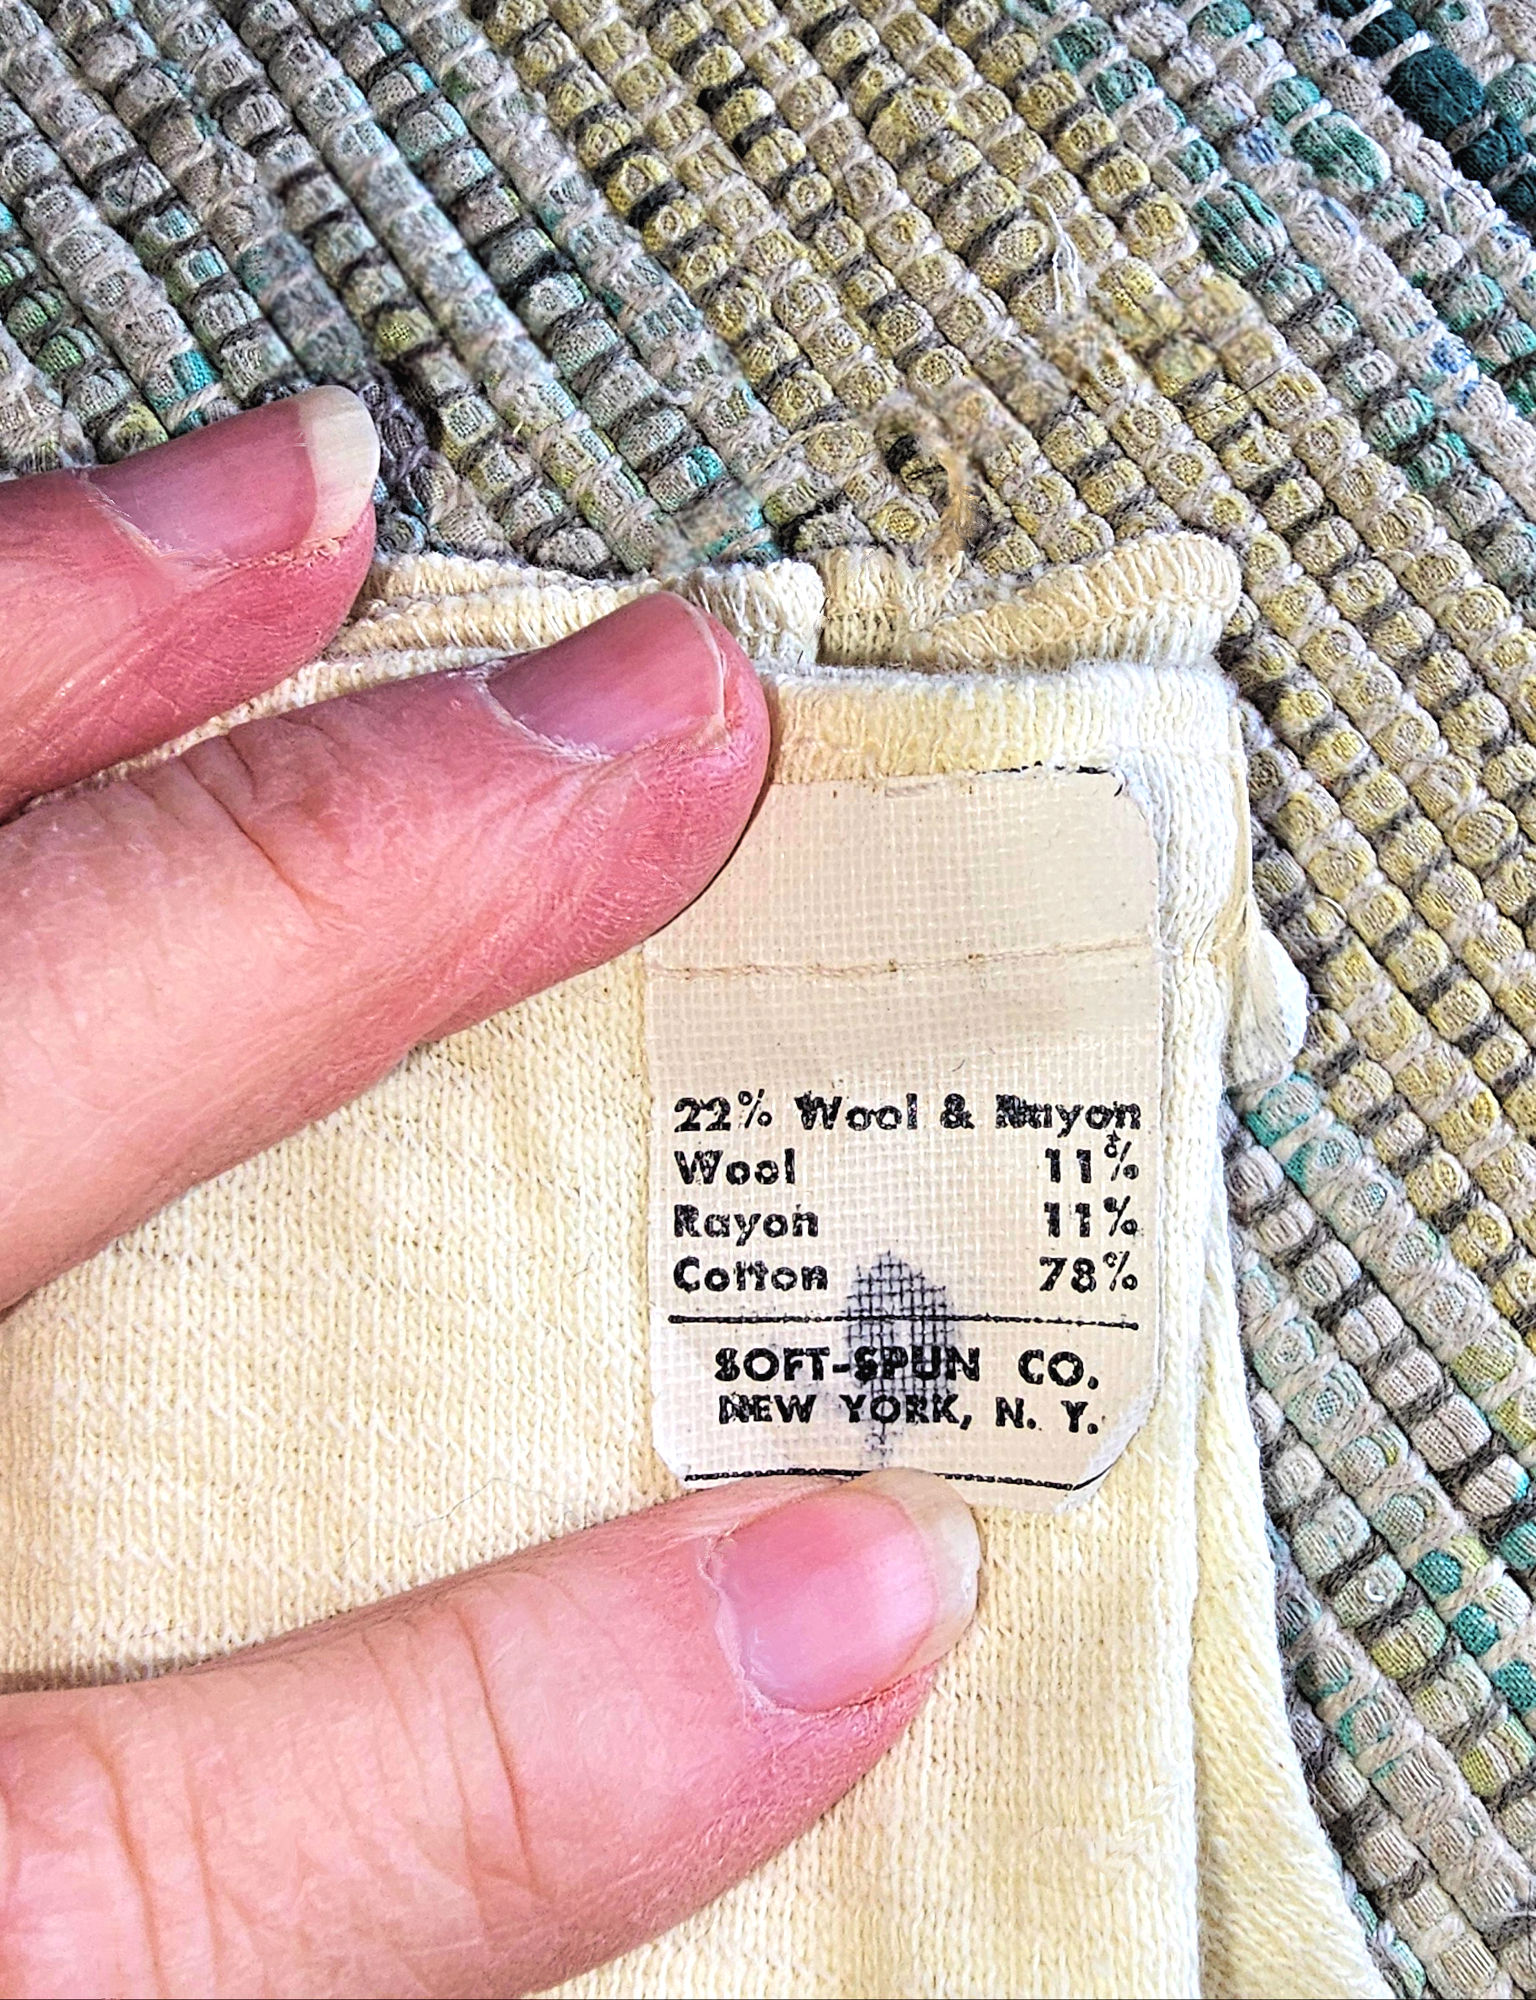 22% Wool & Rayon
Wool 11%
Rayon 11%
Cotton 78%
SOFT-SPUN CO.
NEW YORK, N. Y.